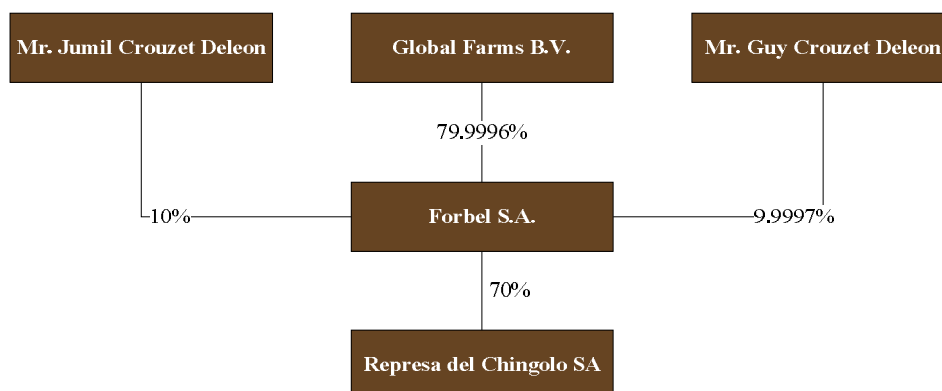 Mr. Jumil Crouzet Deleon
Global Farms B.V.
Mr. Guy Crouzet Deleon
79.9996%
10%
Forbel S.A.
9.9997%
70%
Represa del Chingolo SA